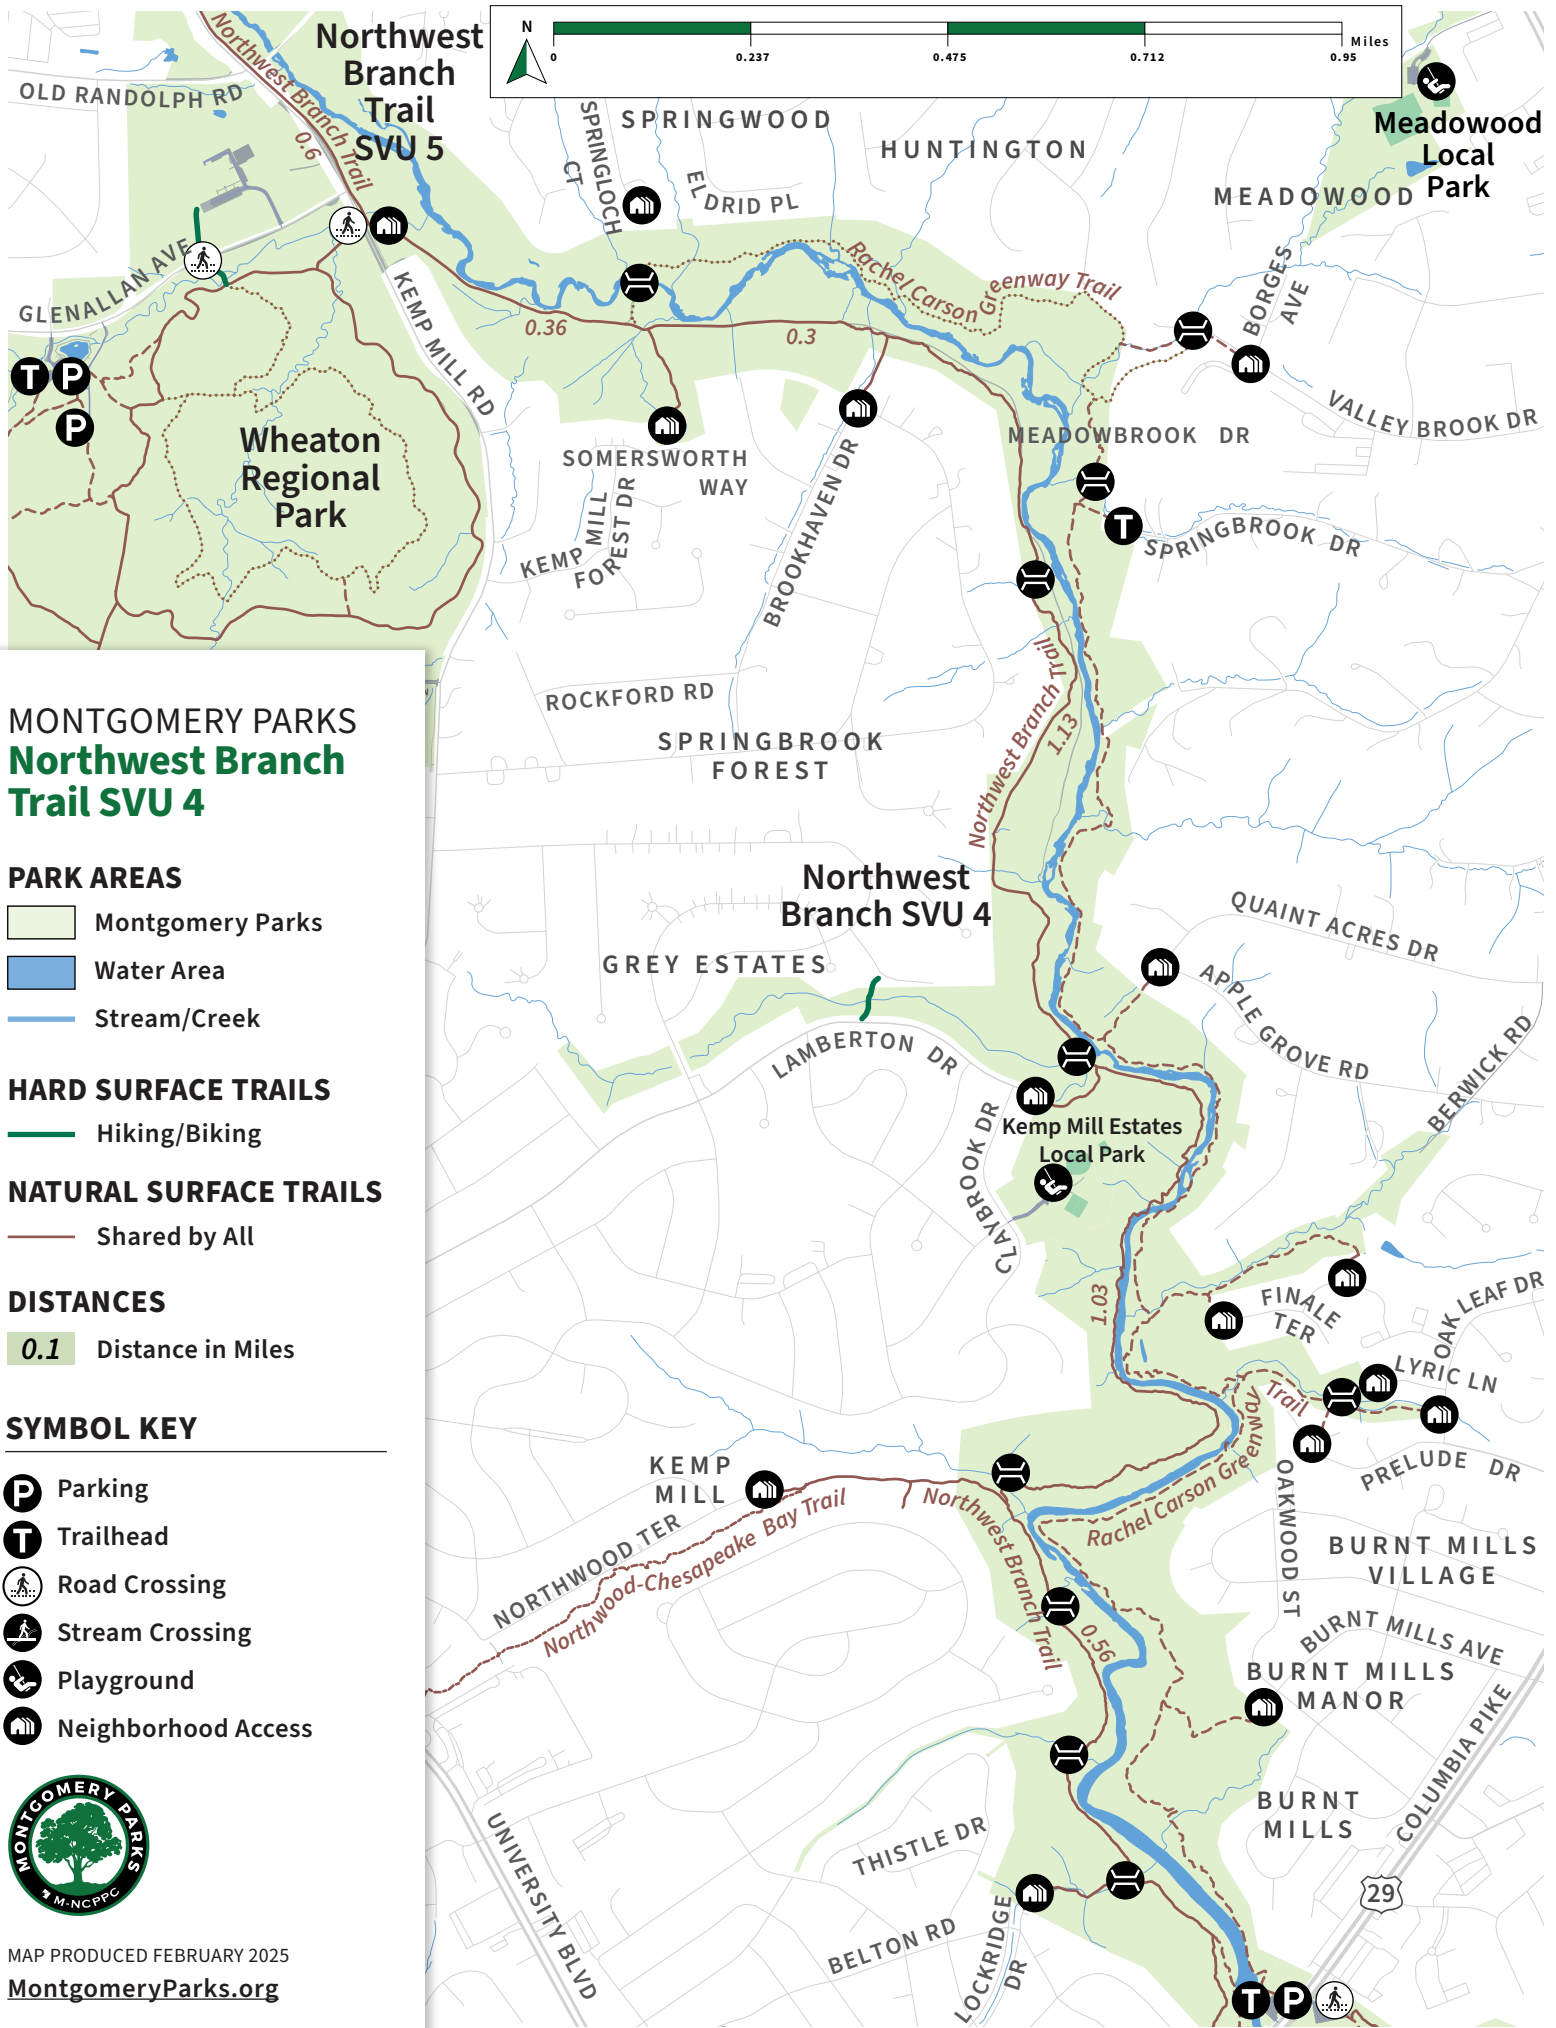 Northwest
Branch
Trail
SVU 5
N
0
0.237
0.475
0.712
0.95
Miles
Northwest Branch Trail
0.6
OLD RANDOLPH RD
SPRINGLOCH
CT
SPRINGWOOD
ELDRID PL
HUNTINGTON
MEADOWOOD
Meadowood
Local
Park
GLENALLAN AVE
KEMP MILL RD
0.36
0.3
Rachel Carson Greenway Trail
BORGES
AVE
VALLEY BROOK DR
T
P
P
Wheaton
Regional
Park
SOMERSWORTH
WAY
KEMP MILL
FOREST DR
BROOKHAVEN DR
MEADOWBROOK DR
T
SPRINGBROOK DR
ROCKFORD RD
SPRINGBROOK
FOREST
Northwest Branch Trail
1.13
Northwest
Branch SVU 4
GREY ESTATES
QUAINT ACRES DR
APPLE GROVE RD
BERWICK RD
LAMBERTON DR
CLAYBROOK DR
Kemp Mill Estates
Local Park
1.03
FINALE
TER
OAK LEAF DR
LYRIC LN
Rachel Carson Greenway Trail
PRELUDE DR
OAKWOOD ST
KEMP
MILL
NORTHWOOD TER
Northwood-Chesapeake Bay Trail
Northwest Branch Trail
0.56
BURNT MILLS
VILLAGE
BURNT MILLS AVE
BURNT MILLS
MANOR
COLUMBIA PIKE
BURNT
MILLS
29
UNIVERSITY BLVD
THISTLE DR
BELTON RD
LOCKRIDGE
DR
T
P
MONTGOMERY PARKS
Northwest Branch
Trail SVU 4
PARK AREAS
Montgomery Parks
Water Area
Stream/Creek
HARD SURFACE TRAILS
Hiking/Biking
NATURAL SURFACE TRAILS
Shared by All
DISTANCES
0.1 Distance in Miles
SYMBOL KEY
P Parking
T Trailhead
Road Crossing
Stream Crossing
Playground
Neighborhood Access
MONTGOMERY PARKS
M-NCPPC
MAP PRODUCED FEBRUARY 2025
MontgomeryParks.org